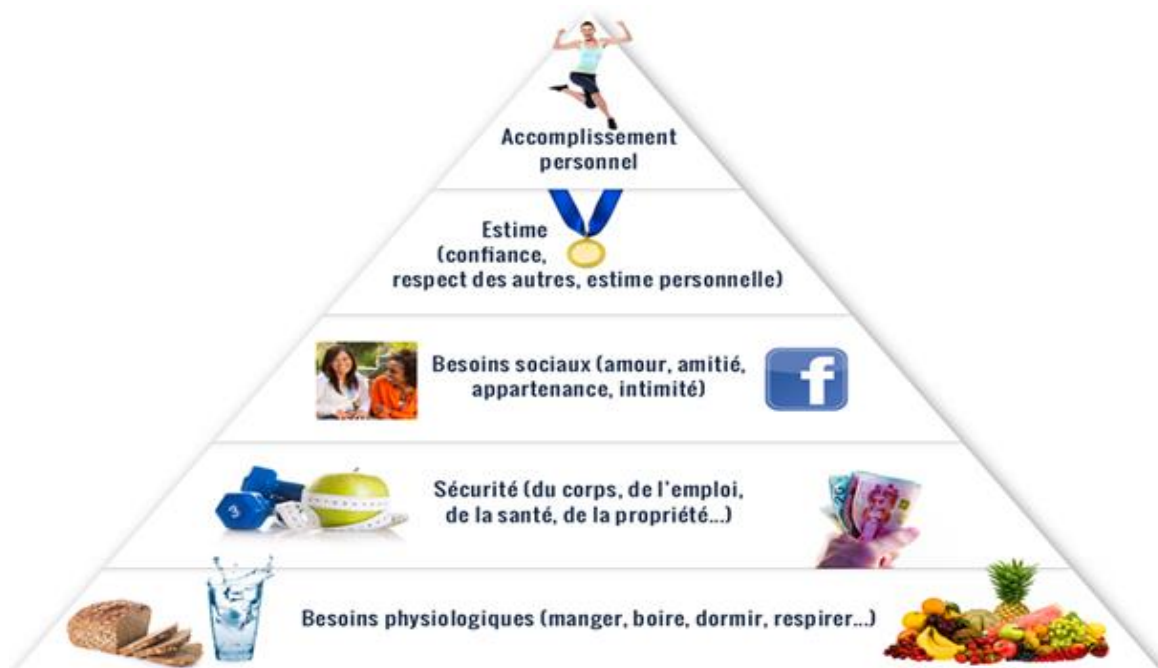 Accomplissement
personnel
Estime
(confiance,
respect des autres, estime personnelle)
Besoins sociaux (amour, amitié,
appartenance, intimité)
f
Sécurité (du corps, de l'emploi,
de la santé, de la propriété...)
3
Besoins physiologiques (manger, boire, dormir, respirer...)